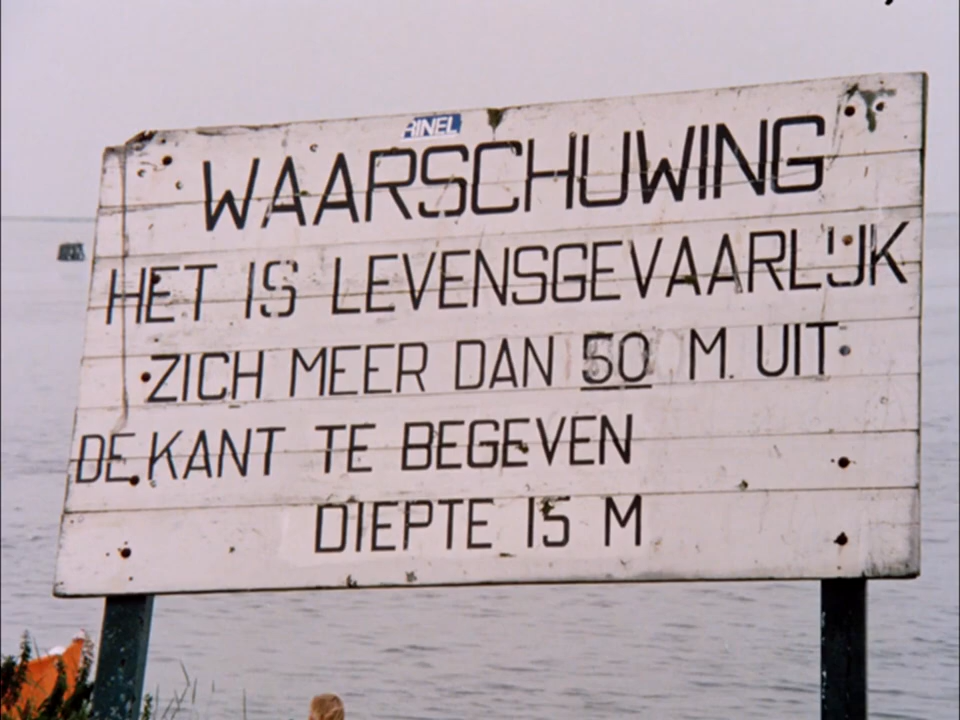 RINEL
WAARSCHUWING
HET IS LEVENSGEVAARLIJK
ZICH MEER DAN 50 M UIT
DE KANT TE BEGEVEN
DIEPTE 15 M